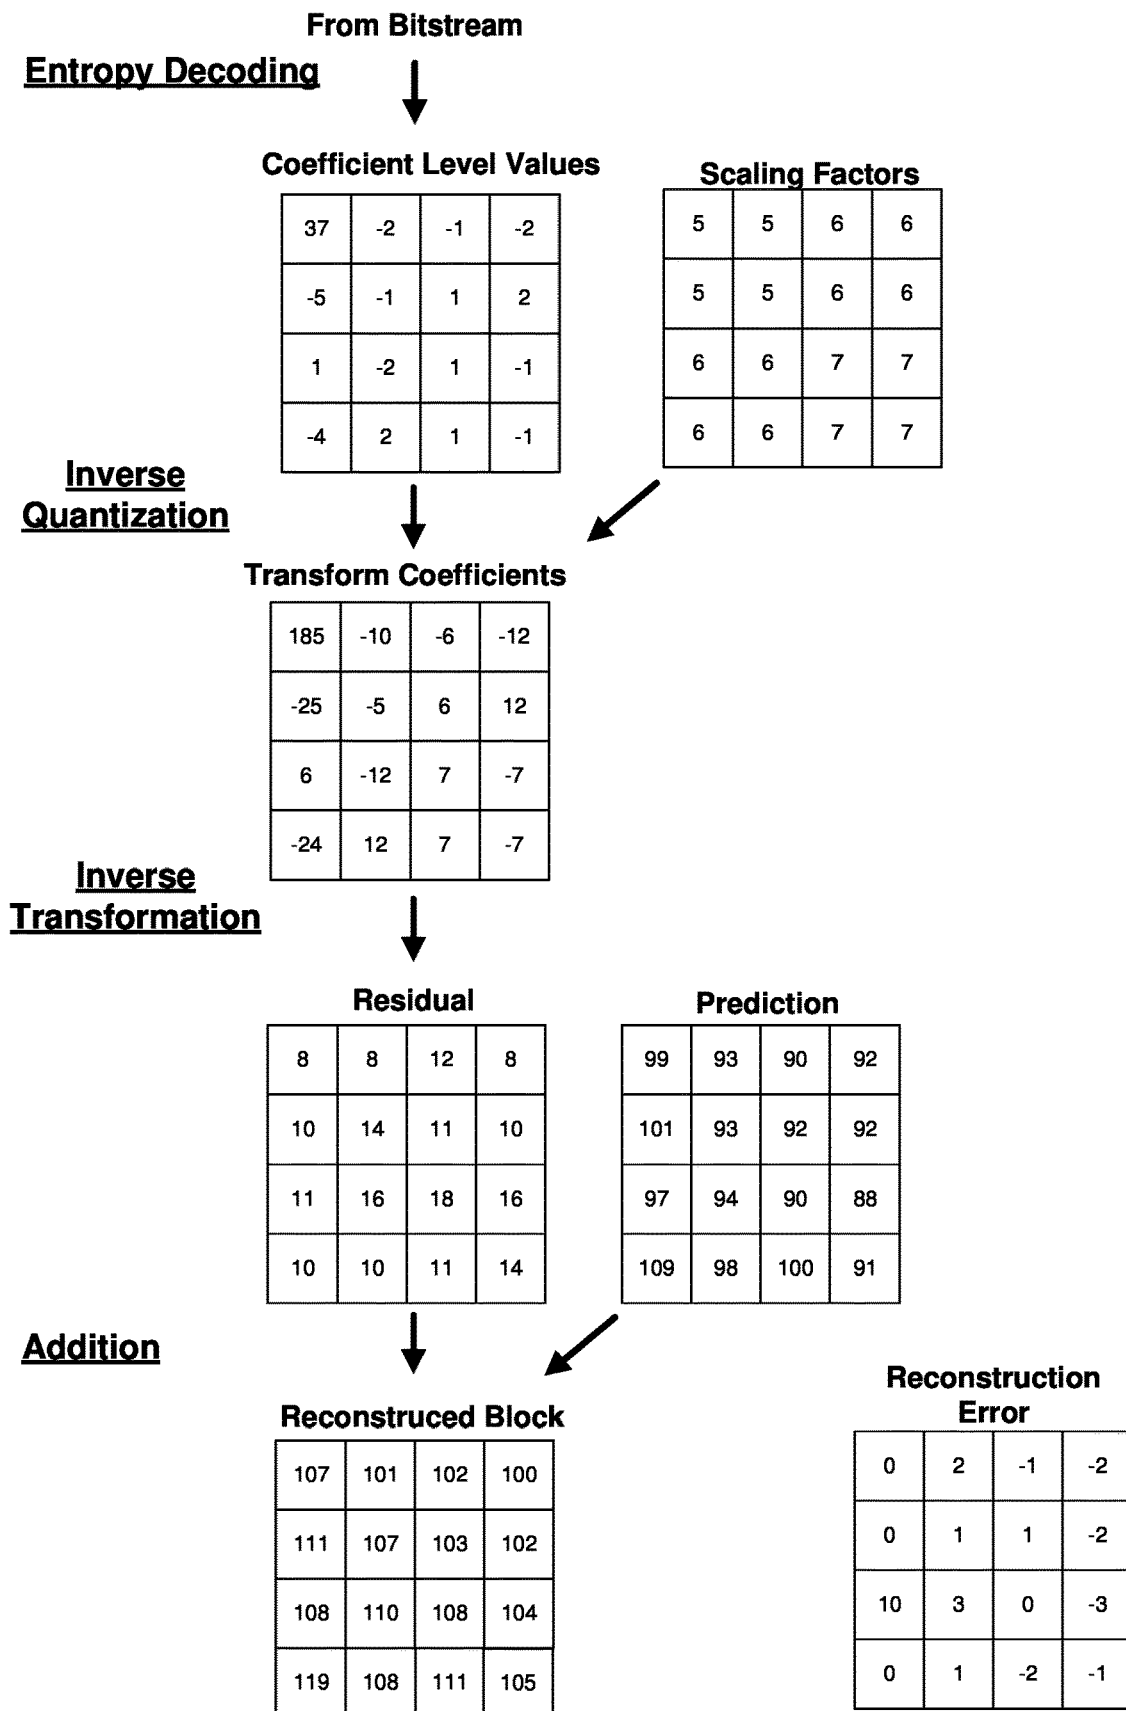 From Bitstream
Entropy Decoding
Coefficient Level Values
Scaling Factors
37 -2 -1 -2
-5 -1 1 2
1 -2 1 -1
-4 2 1 -1
5 5 6 6
5 5 6 6
6 6 7 7
6 6 7 7
Inverse
Quantization
Transform Coefficients
185 -10 -6 -12
-25 -5 6 12
6 -12 7 -7
-24 12 7 -7
Inverse
Transformation
Residual
Prediction
8 8 12 8
10 14 11 10
11 16 18 16
10 10 11 14
99 93 90 92
101 93 92 92
97 94 90 88
109 98 100 91
Addition
Reconstruced Block
107 101 102 100
111 107 103 102
108 110 108 104
119 108 111 105
Reconstruction
Error
0 2 -1 -2
0 1 1 -2
10 3 0 -3
0 1 -2 -1